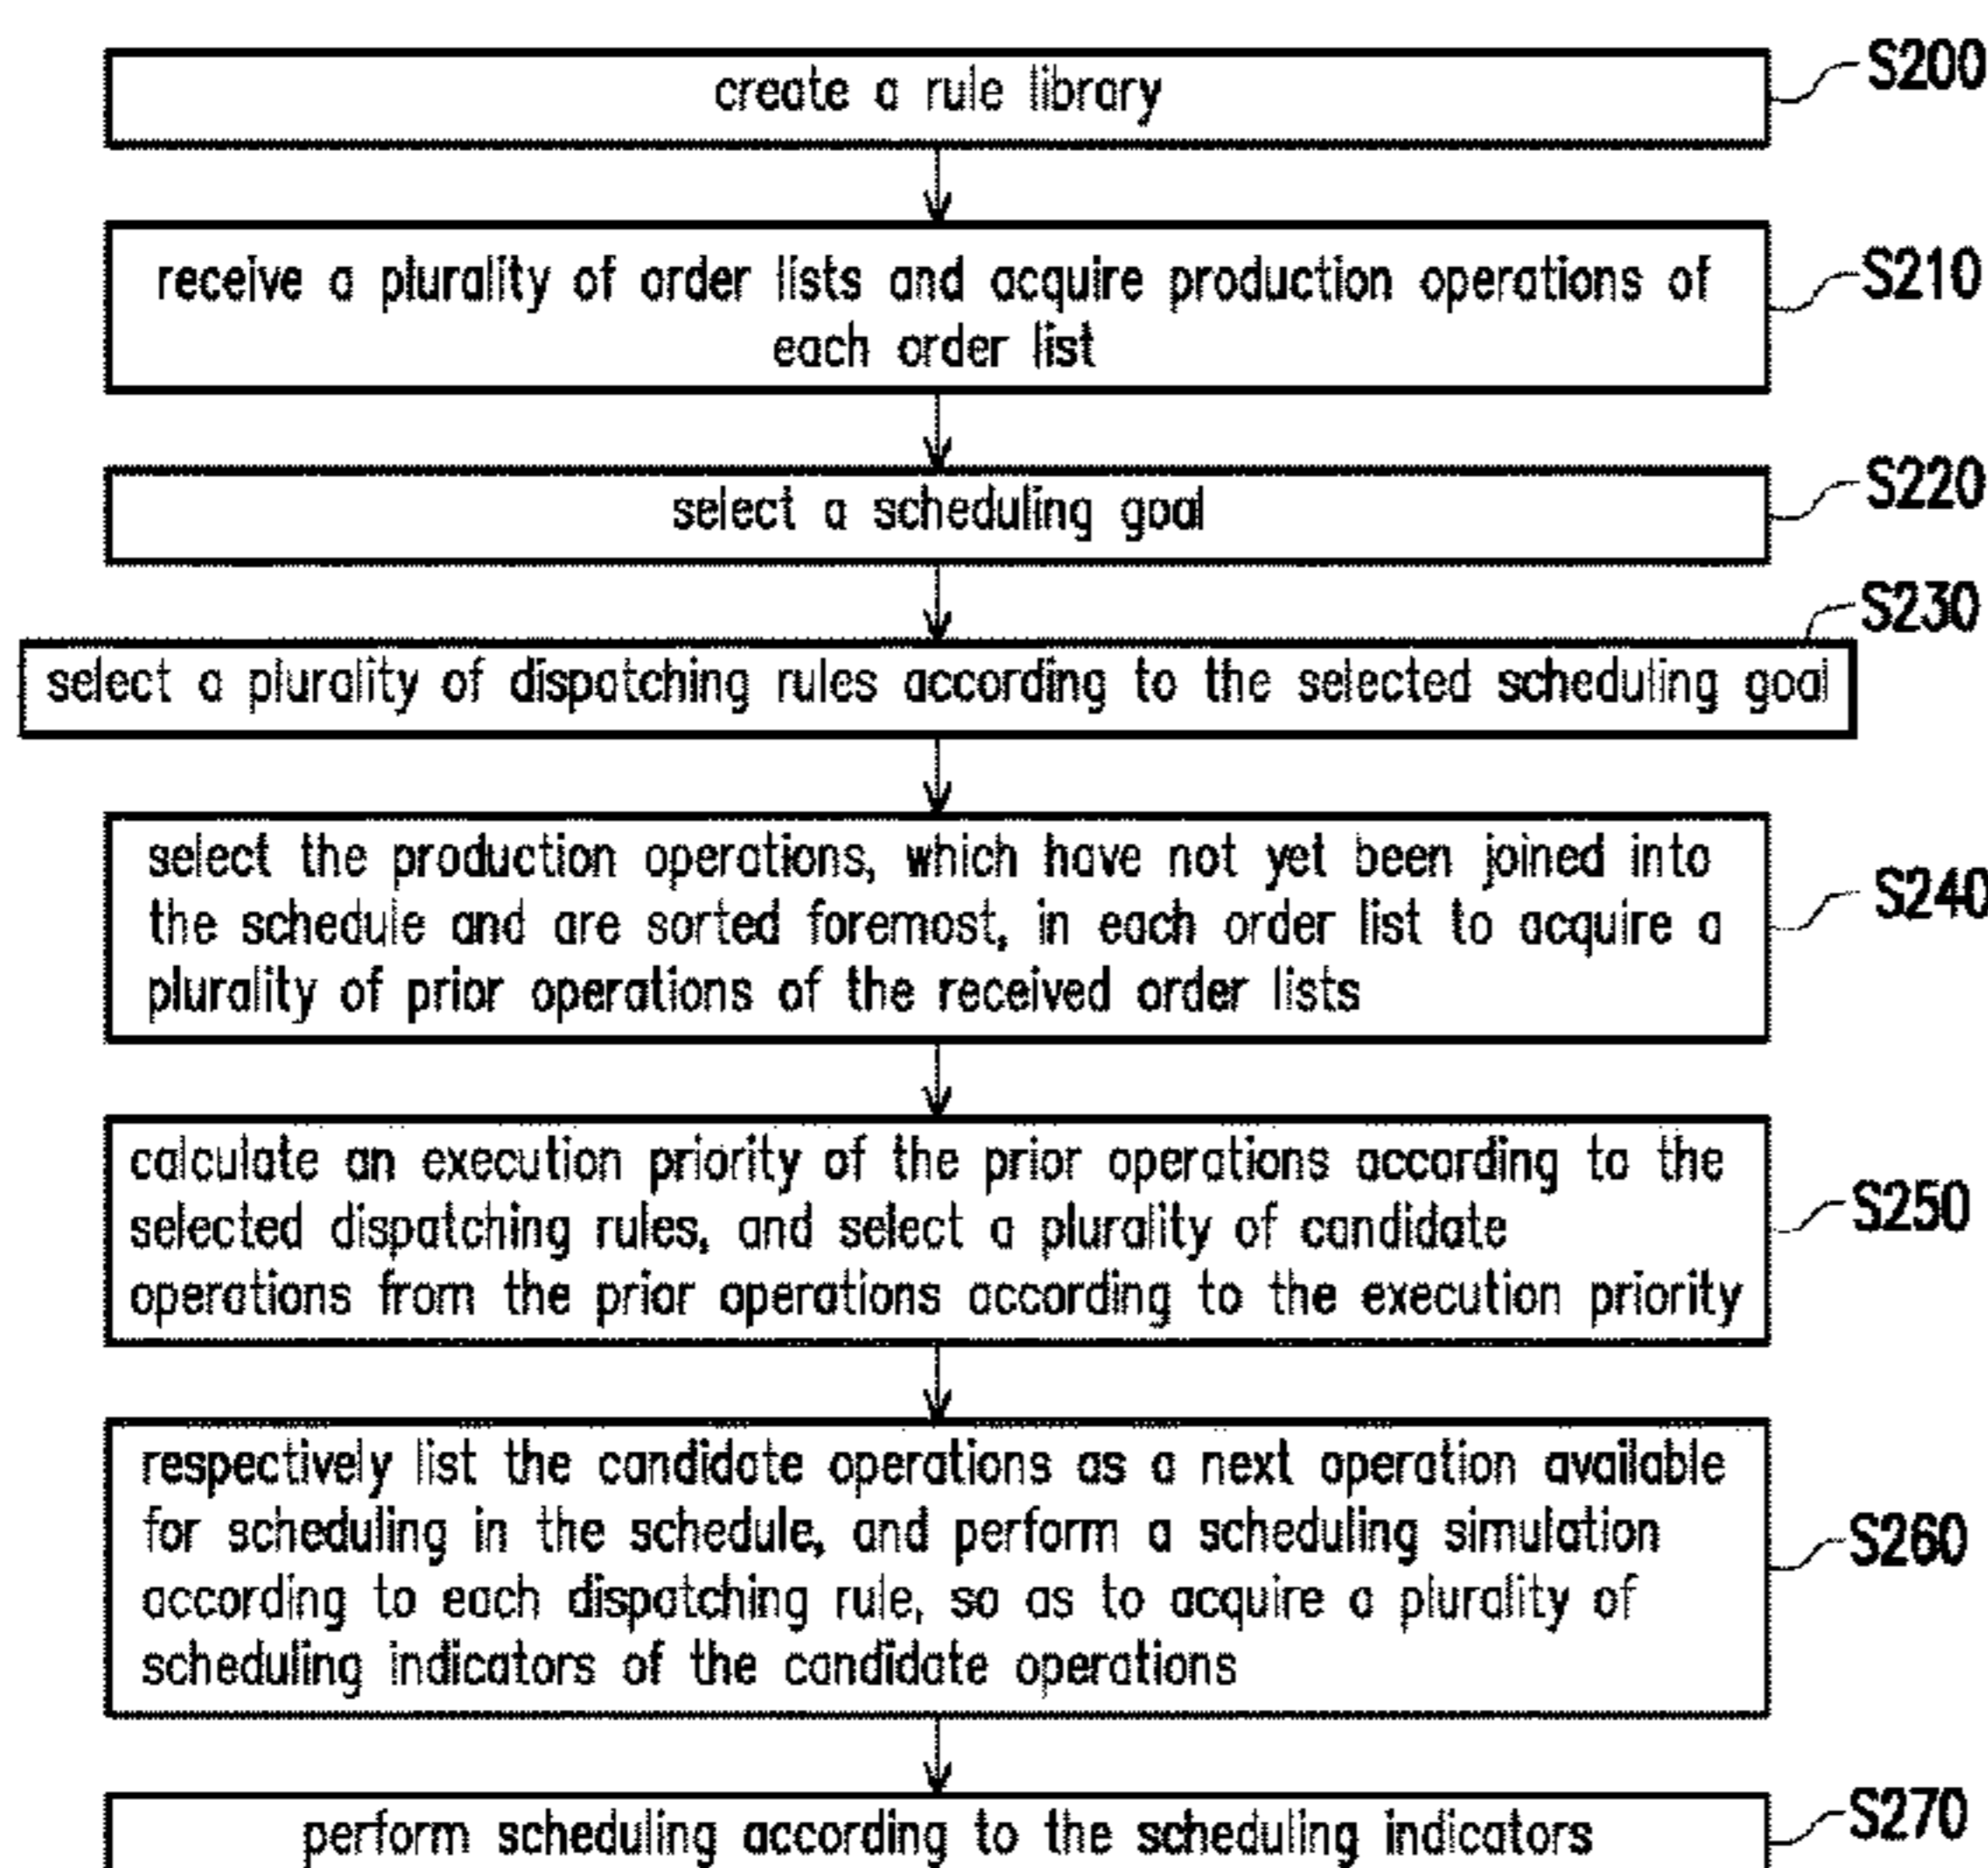 create a rule library
S200
receive a plurality of order lists and acquire production operations of
each order list
S210
select a scheduling goal
S220
S230
select a plurality of dispatching rules according to the selected scheduling goal
select the production operations, which have not yet been joined into
the schedule and are sorted foremost, in each order list to acquire a
plurality of prior operations of the received order lists
S240
calculate an execution priority of the prior operations according to the
selected dispatching rules, and select a plurality of candidate
operations from the prior operations according to the execution priority
S250
respectively list the candidate operations as a next operation available
for scheduling in the schedule, and perform a scheduling simulation
according to each dispatching rule, so as to acquire a plurality of
scheduling indicators of the candidate operations
S260
perform scheduling according to the scheduling indicators
S270